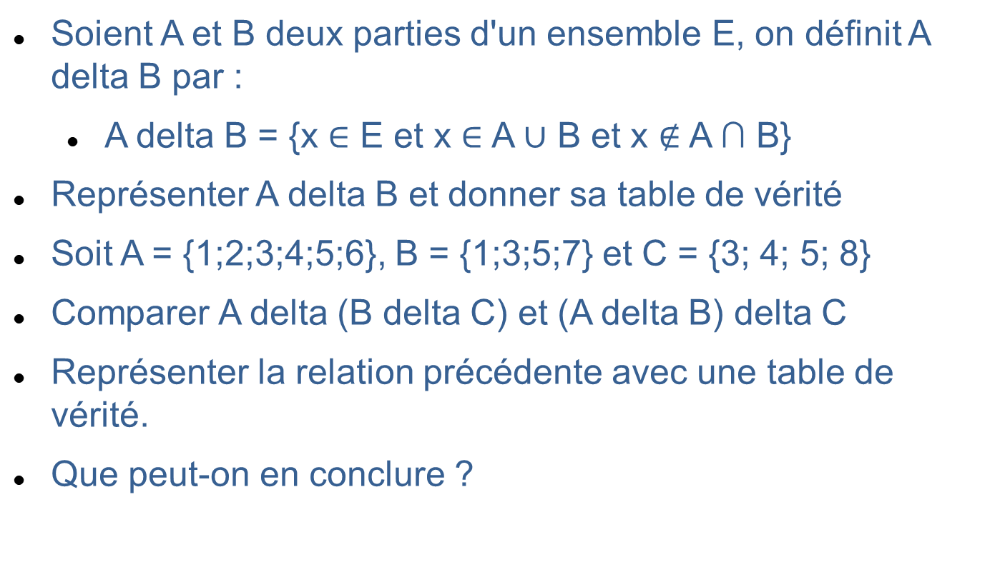 Soient A et B deux parties d'un ensemble E, on définit A
delta B par :
A delta B = {x ∈ E et x ∈ A ∪ B et x ∉ A ∩ B}
Représenter A delta B et donner sa table de vérité
Soit A = {1;2;3;4;5;6}, B = {1;3;5;7} et C = {3; 4; 5; 8}
Comparer A delta (B delta C) et (A delta B) delta C
Représenter la relation précédente avec une table de
vérité.
Que peut-on en conclure ?